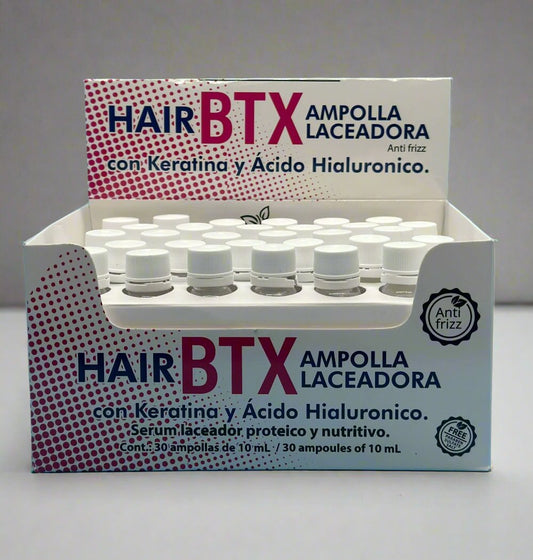 HAIR BTX AMPOLLA LACEADORA
Anti frizz
con Keratina y Ácido Hialuronico.
Anti frizz
HAIR BTX AMPOLLA LACEADORA
con Keratina y Ácido Hialuronico.
Serum laceador proteico y nutritivo.
Cont.: 30 ampollas de 10 mL / 30 ampoules of 10 mL
FREE